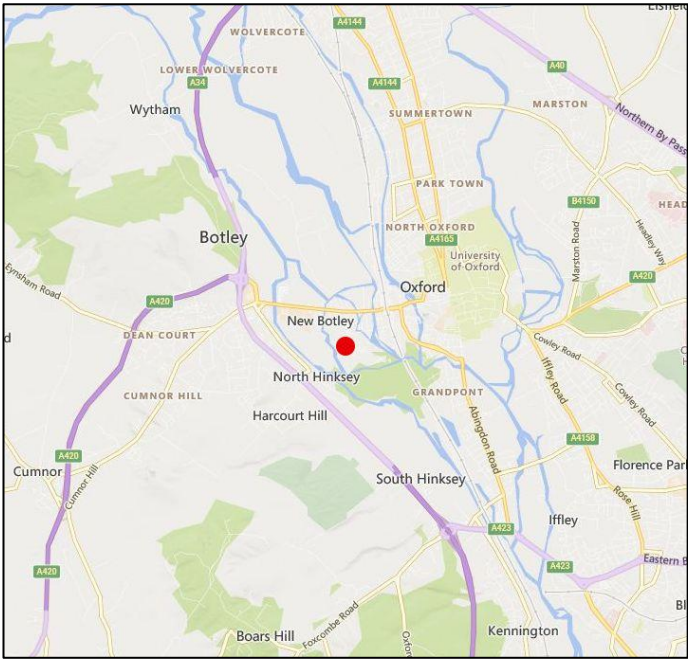 Elsfield
A4144
WOLVERCOTE
LOWER WOLVERCOTE
A34
A4144
A40
Wytham
MARSTON
SUMMERTOWN
Northern By Pass
PARK TOWN
B4150
HEAD
NORTH OXFORD
Botley
A4165
University
of Oxford
Marston Road
Headley Way
Eynsham Road
A420
Oxford
A420
New Botley
d
DEAN COURT
Cowley Road
North Hinksey
Iffley Road
CUMNOR HILL
GRANDPONT
Cowley Road
Harcourt Hill
Abingdon Road
A4158
A420
Cumnor
Cumnor Hill
Florence Par
South Hinksey
Rose Hill
Iffley
A423
Eastern B
A423
A420
Bl
Foxcombe Road
Boars Hill
Oxfor
Kennington